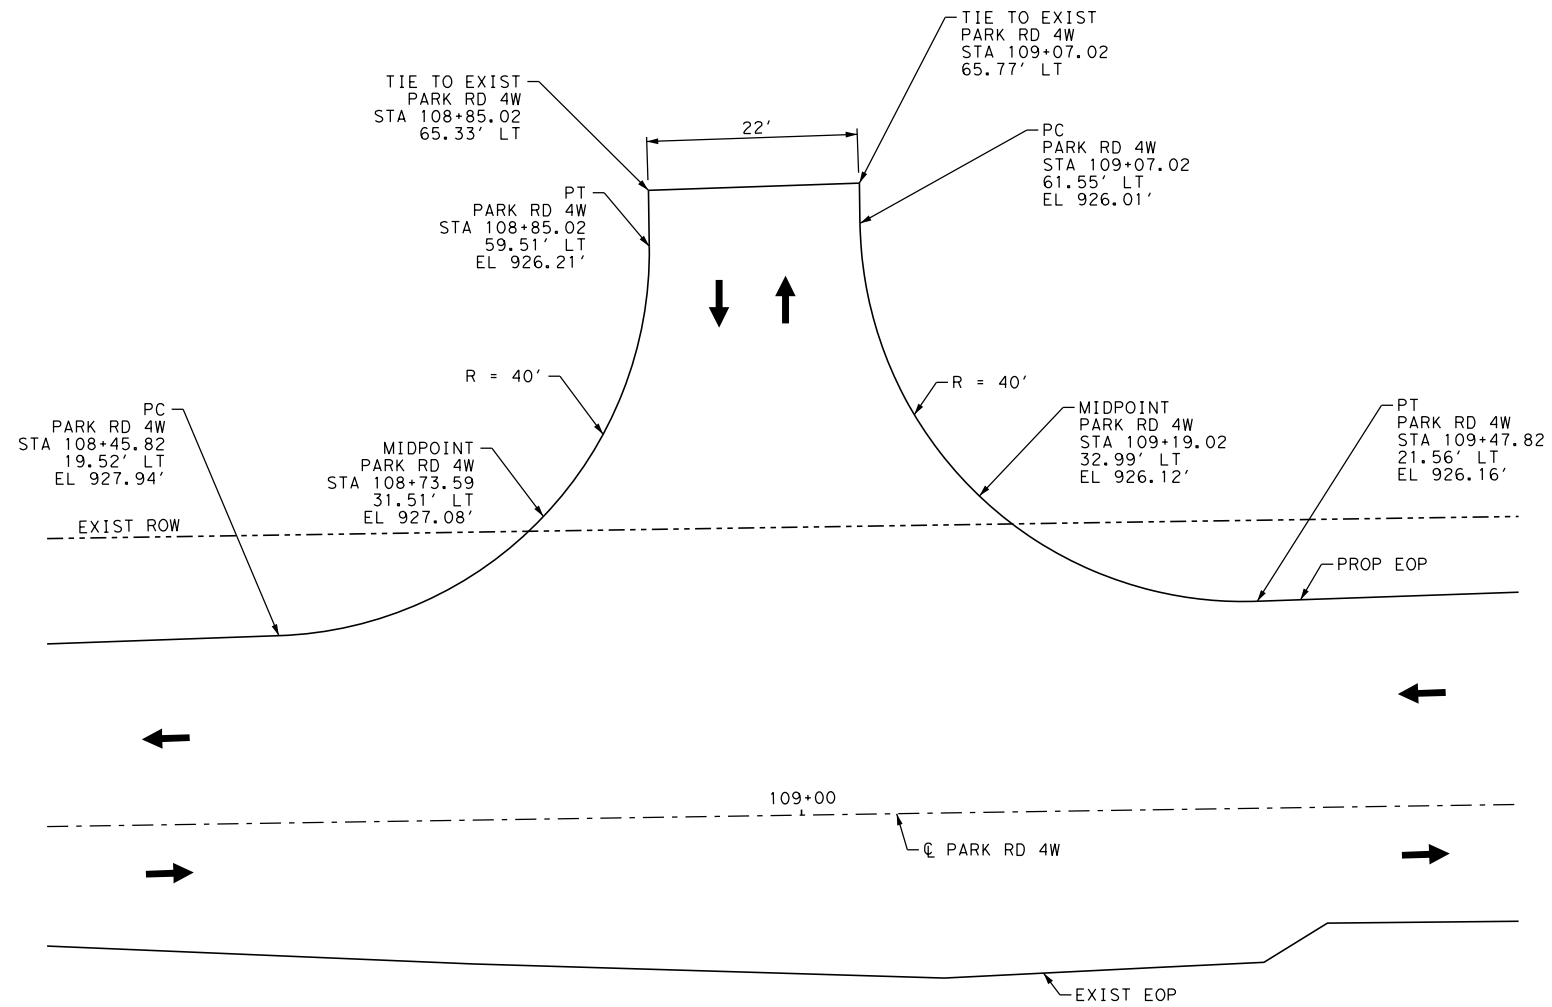 TIE TO EXIST
PARK RD 4W
STA 109+07.02
65.77' LT
TIE TO EXIST
PARK RD 4W
STA 108+85.02
65.33' LT
22'
PC
PARK RD 4W
STA 109+07.02
61.55' LT
EL 926.01'
PT
PARK RD 4W
STA 108+85.02
59.51' LT
EL 926.21'
R = 40'
R = 40'
PC
PARK RD 4W
STA 108+45.82
19.52' LT
EL 927.94'
MIDPOINT
PARK RD 4W
STA 108+73.59
31.51' LT
EL 927.08'
MIDPOINT
PARK RD 4W
STA 109+19.02
32.99' LT
EL 926.12'
PT
PARK RD 4W
STA 109+47.82
21.56' LT
EL 926.16'
EXIST ROW
PROP EOP
109+00
℄ PARK RD 4W
EXIST EOP